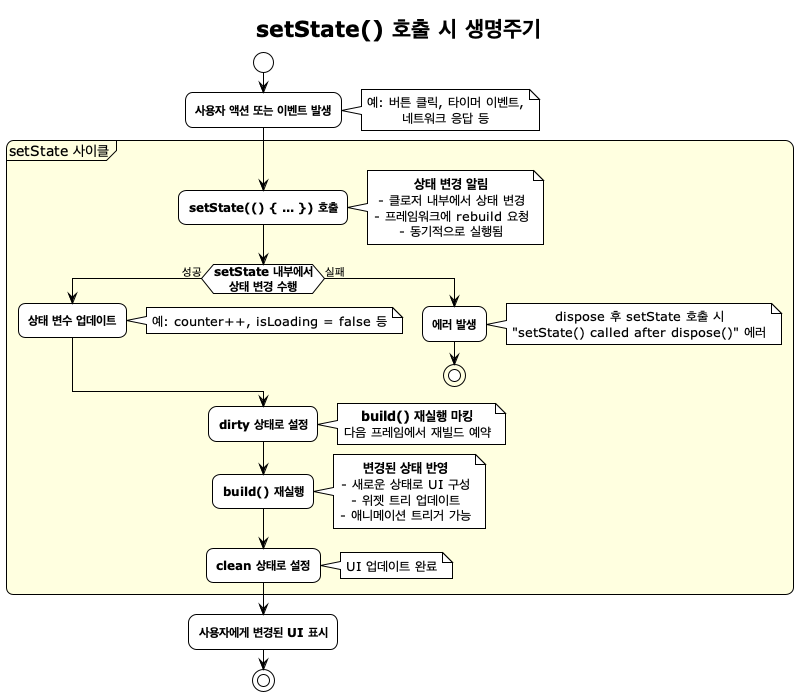 setState() 호출 시 생명주기
사용자 액션 또는 이벤트 발생
예: 버튼 클릭, 타이머 이벤트,
네트워크 응답 등
setState 사이클
setState(() { ... }) 호출
상태 변경 알림
- 클로저 내부에서 상태 변경
- 프레임워크에 rebuild 요청
- 동기적으로 실행됨
성공
setState 내부에서
상태 변경 수행
실패
상태 변수 업데이트
예: counter++, isLoading = false 등
에러 발생
dispose 후 setState 호출 시
"setState() called after dispose()" 에러
dirty 상태로 설정
build() 재실행 마킹
다음 프레임에서 재빌드 예약
build() 재실행
변경된 상태 반영
- 새로운 상태로 UI 구성
- 위젯 트리 업데이트
- 애니메이션 트리거 가능
clean 상태로 설정
UI 업데이트 완료
사용자에게 변경된 UI 표시